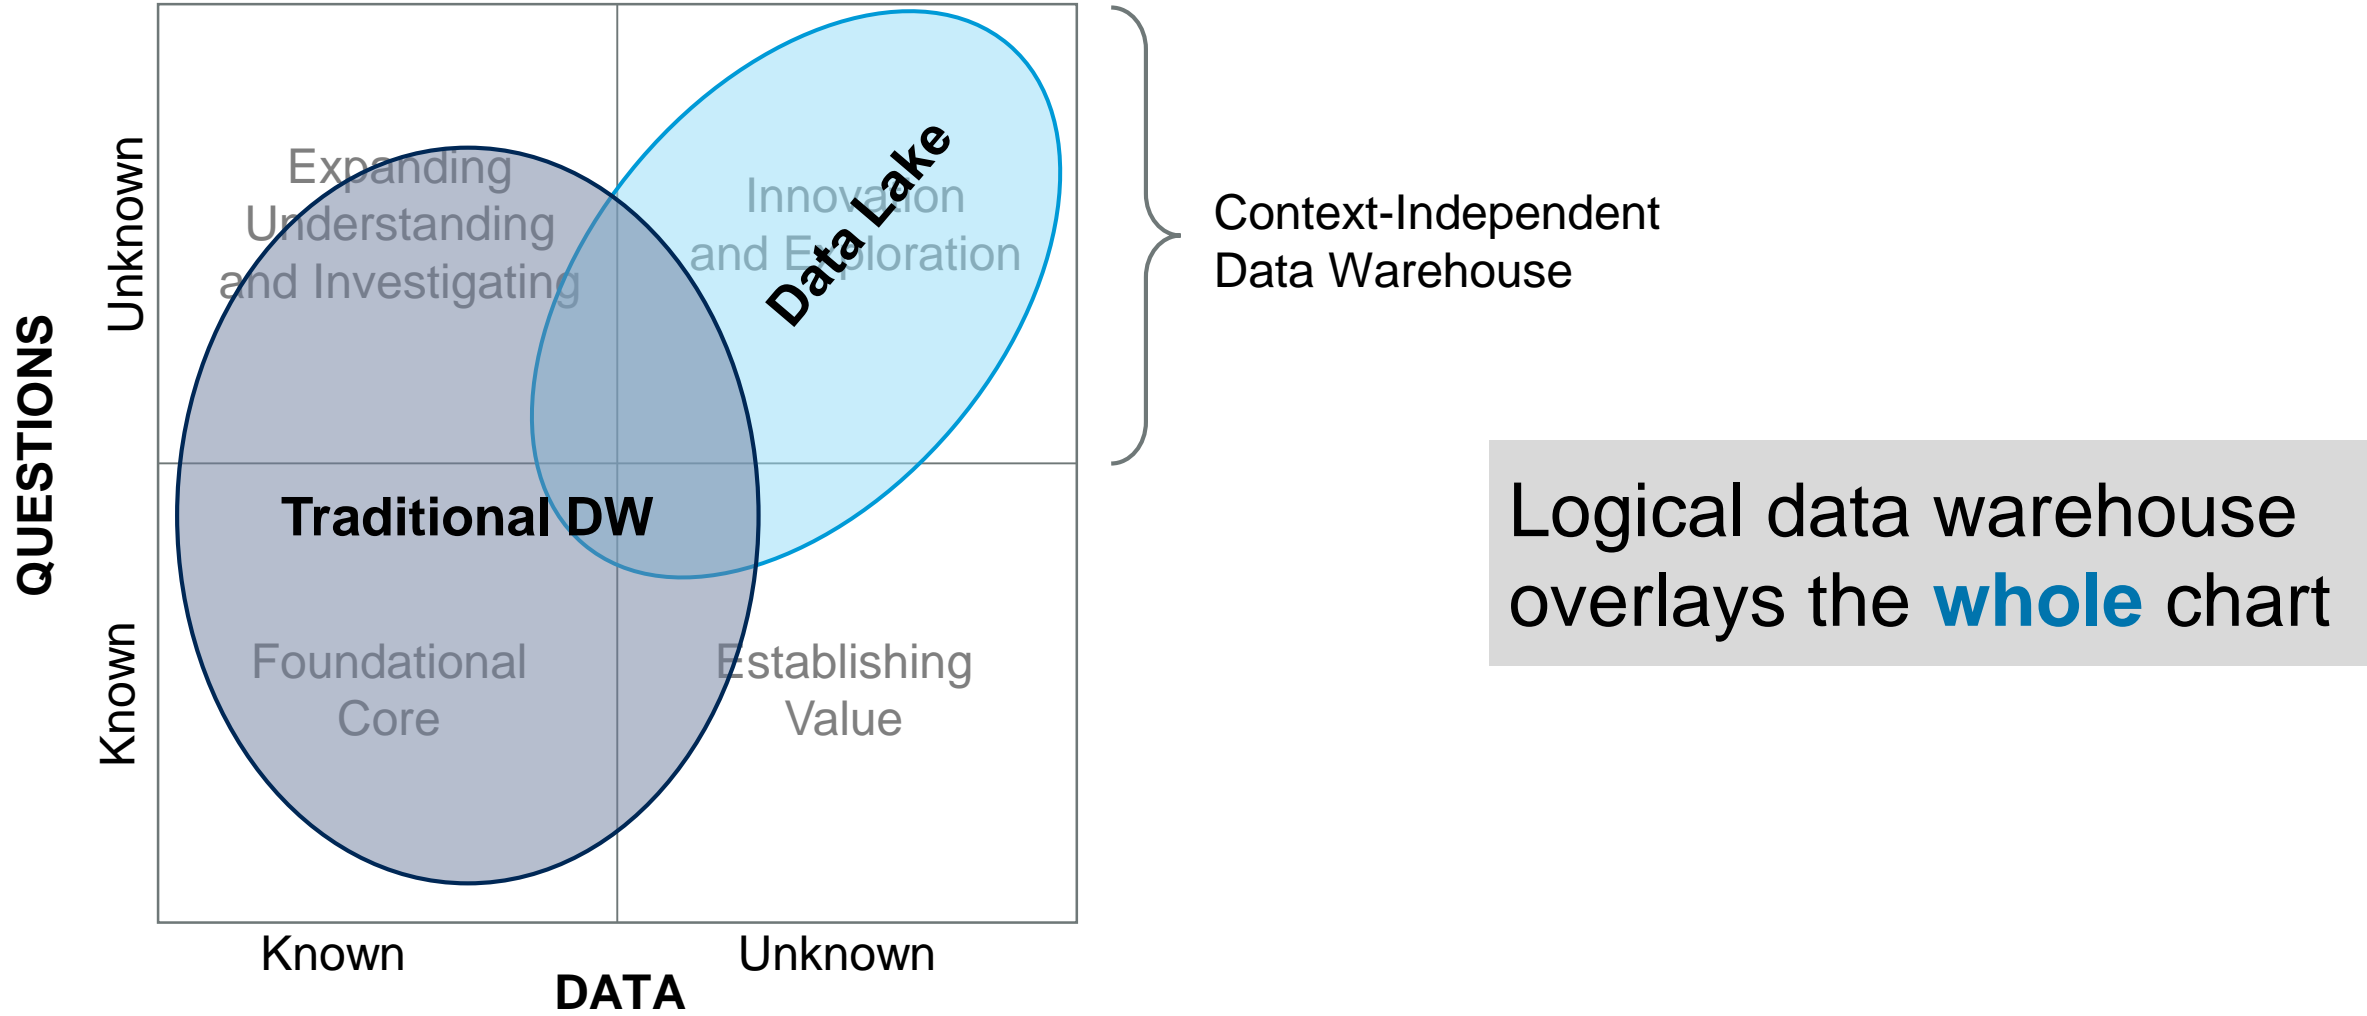 QUESTIONS
Unknown
Known
Expanding
Understanding
and Investigating
Innovation
and Exploration
Data Lake
Traditional DW
Foundational
Core
Establishing
Value
Known
Unknown
DATA
Context-Independent
Data Warehouse
Logical data warehouse
overlays the whole chart